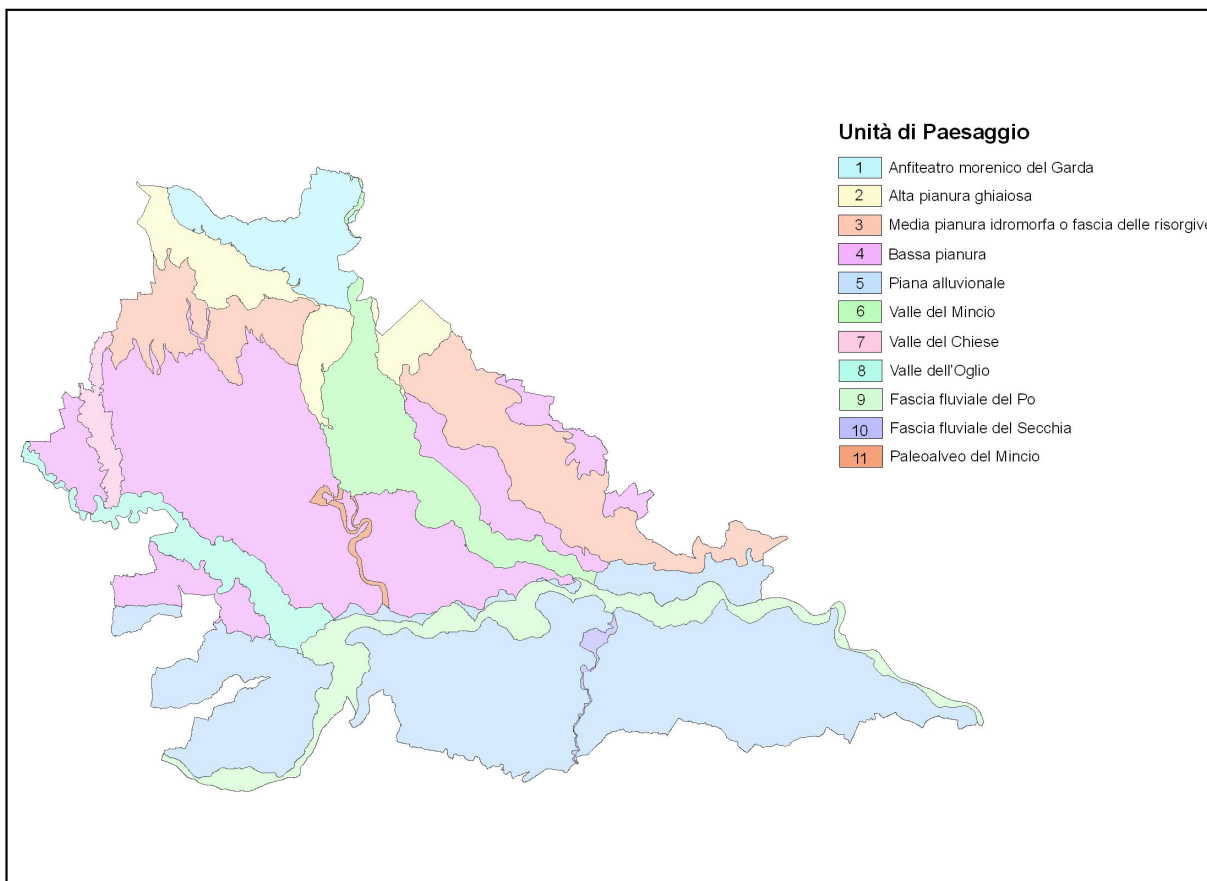 Unità di Paesaggio
1 Anfiteatro morenico del Garda
2 Alta pianura ghiaiosa
3 Media pianura idromorfa o fascia delle risorgive
4 Bassa pianura
5 Piana alluvionale
6 Valle del Mincio
7 Valle del Chiese
8 Valle dell'Oglio
9 Fascia fluviale del Po
10 Fascia fluviale del Secchia
11 Paleoalveo del Mincio